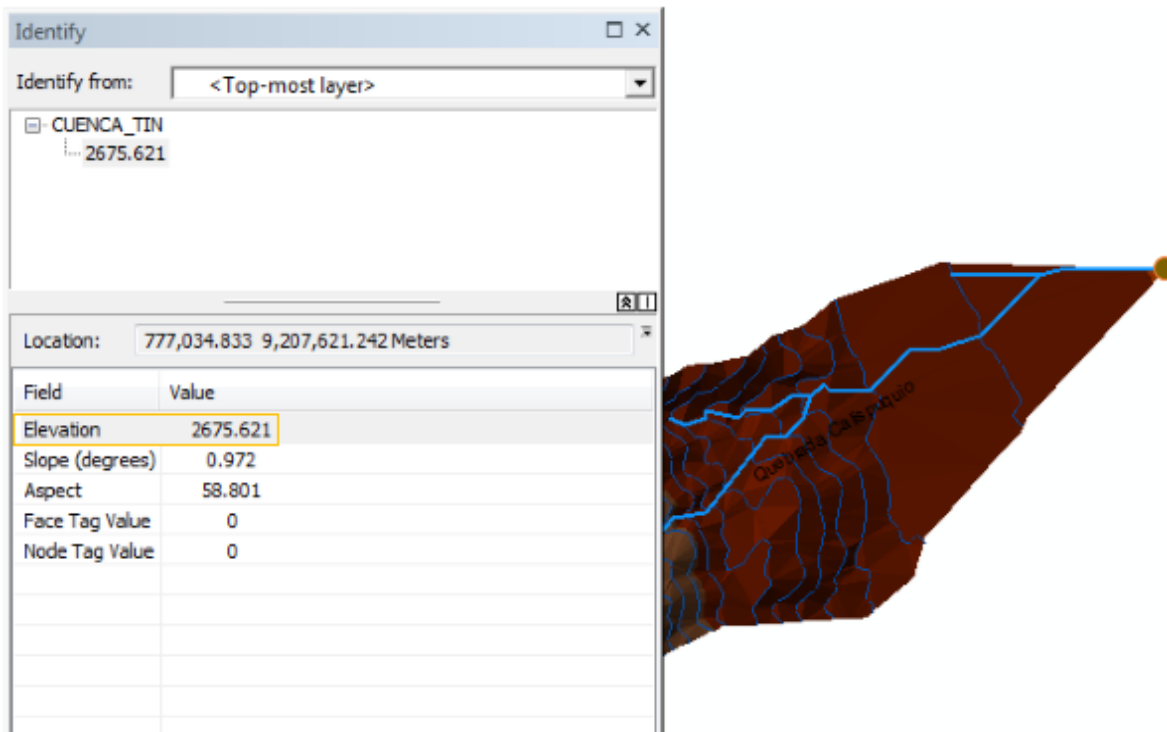 Identify
Identify from: <Top-most layer>
CUENCA_TIN
2675.621
Location: 777,034.833 9,207,621.242 Meters
Field Value
Elevation 2675.621
Slope (degrees) 0.972
Aspect 58.801
Face Tag Value 0
Node Tag Value 0
Quebrada Calispuquio